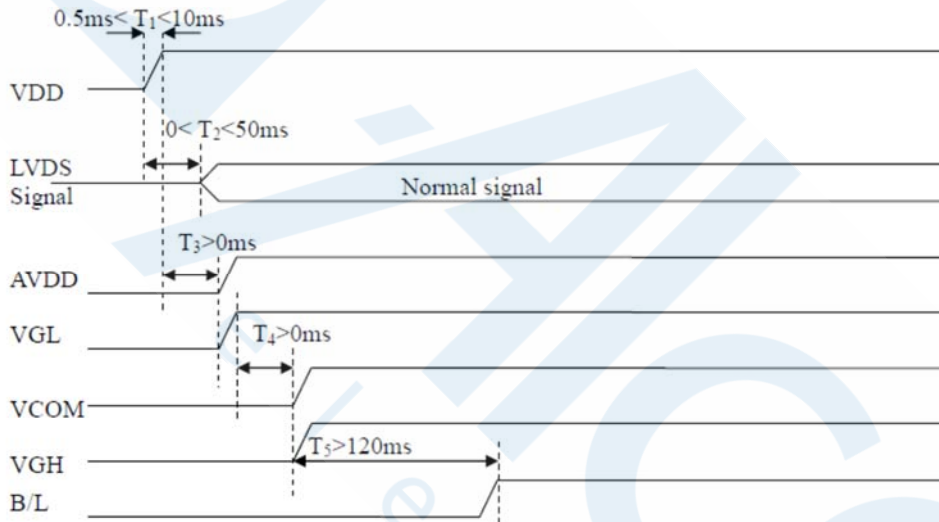 0.5ms< T₁<10ms
VDD
0< T₂<50ms
LVDS
Signal
Normal signal
T₃>0ms
AVDD
VGL
T₄>0ms
VCOM
T₅>120ms
VGH
B/L